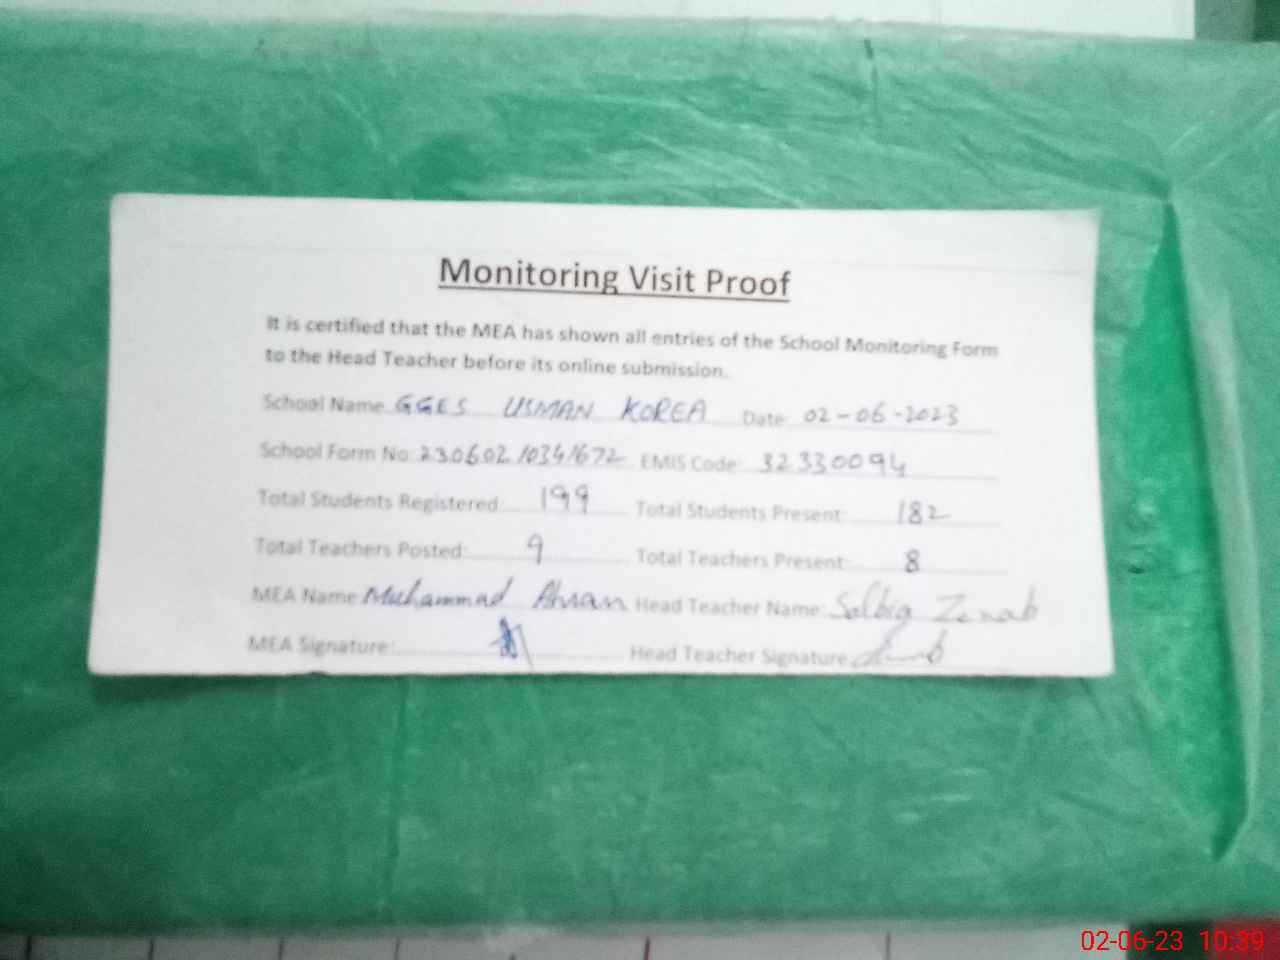 Monitoring Visit Proof
It is certified that the MEA has shown all entries of the School Monitoring Form
to the Head Teacher before its online submission.
School Name GGES USMAN KOREA Date 02-06-2023
School Form No: 230602 EMIS Code: 32330094
Total Students Registered: 199 Total Students Present: 182
Total Teachers Posted: 9 Total Teachers Present: 8
MEA Name: Muhammad Head Teacher Name: Zenab
MEA Signature: Head Teacher Signature
02-06-23 10:39